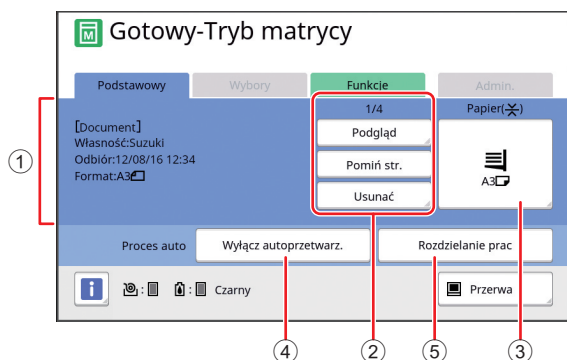 M
Gotowy-Tryb matrycy
Podstawowy
Wybory
Funkcje
Admin.
[Document]
Własność:Suzuki
Odbiór:12/08/16 12:34
Format:A3
1/4
Podgląd
Pomiń str.
Usunać
Papier( )
A3
Proces auto
Wyłącz autoprzetwarz.
Rozdzielanie prac
i
: : Czarny
Przerwa
1
4
2
5
3